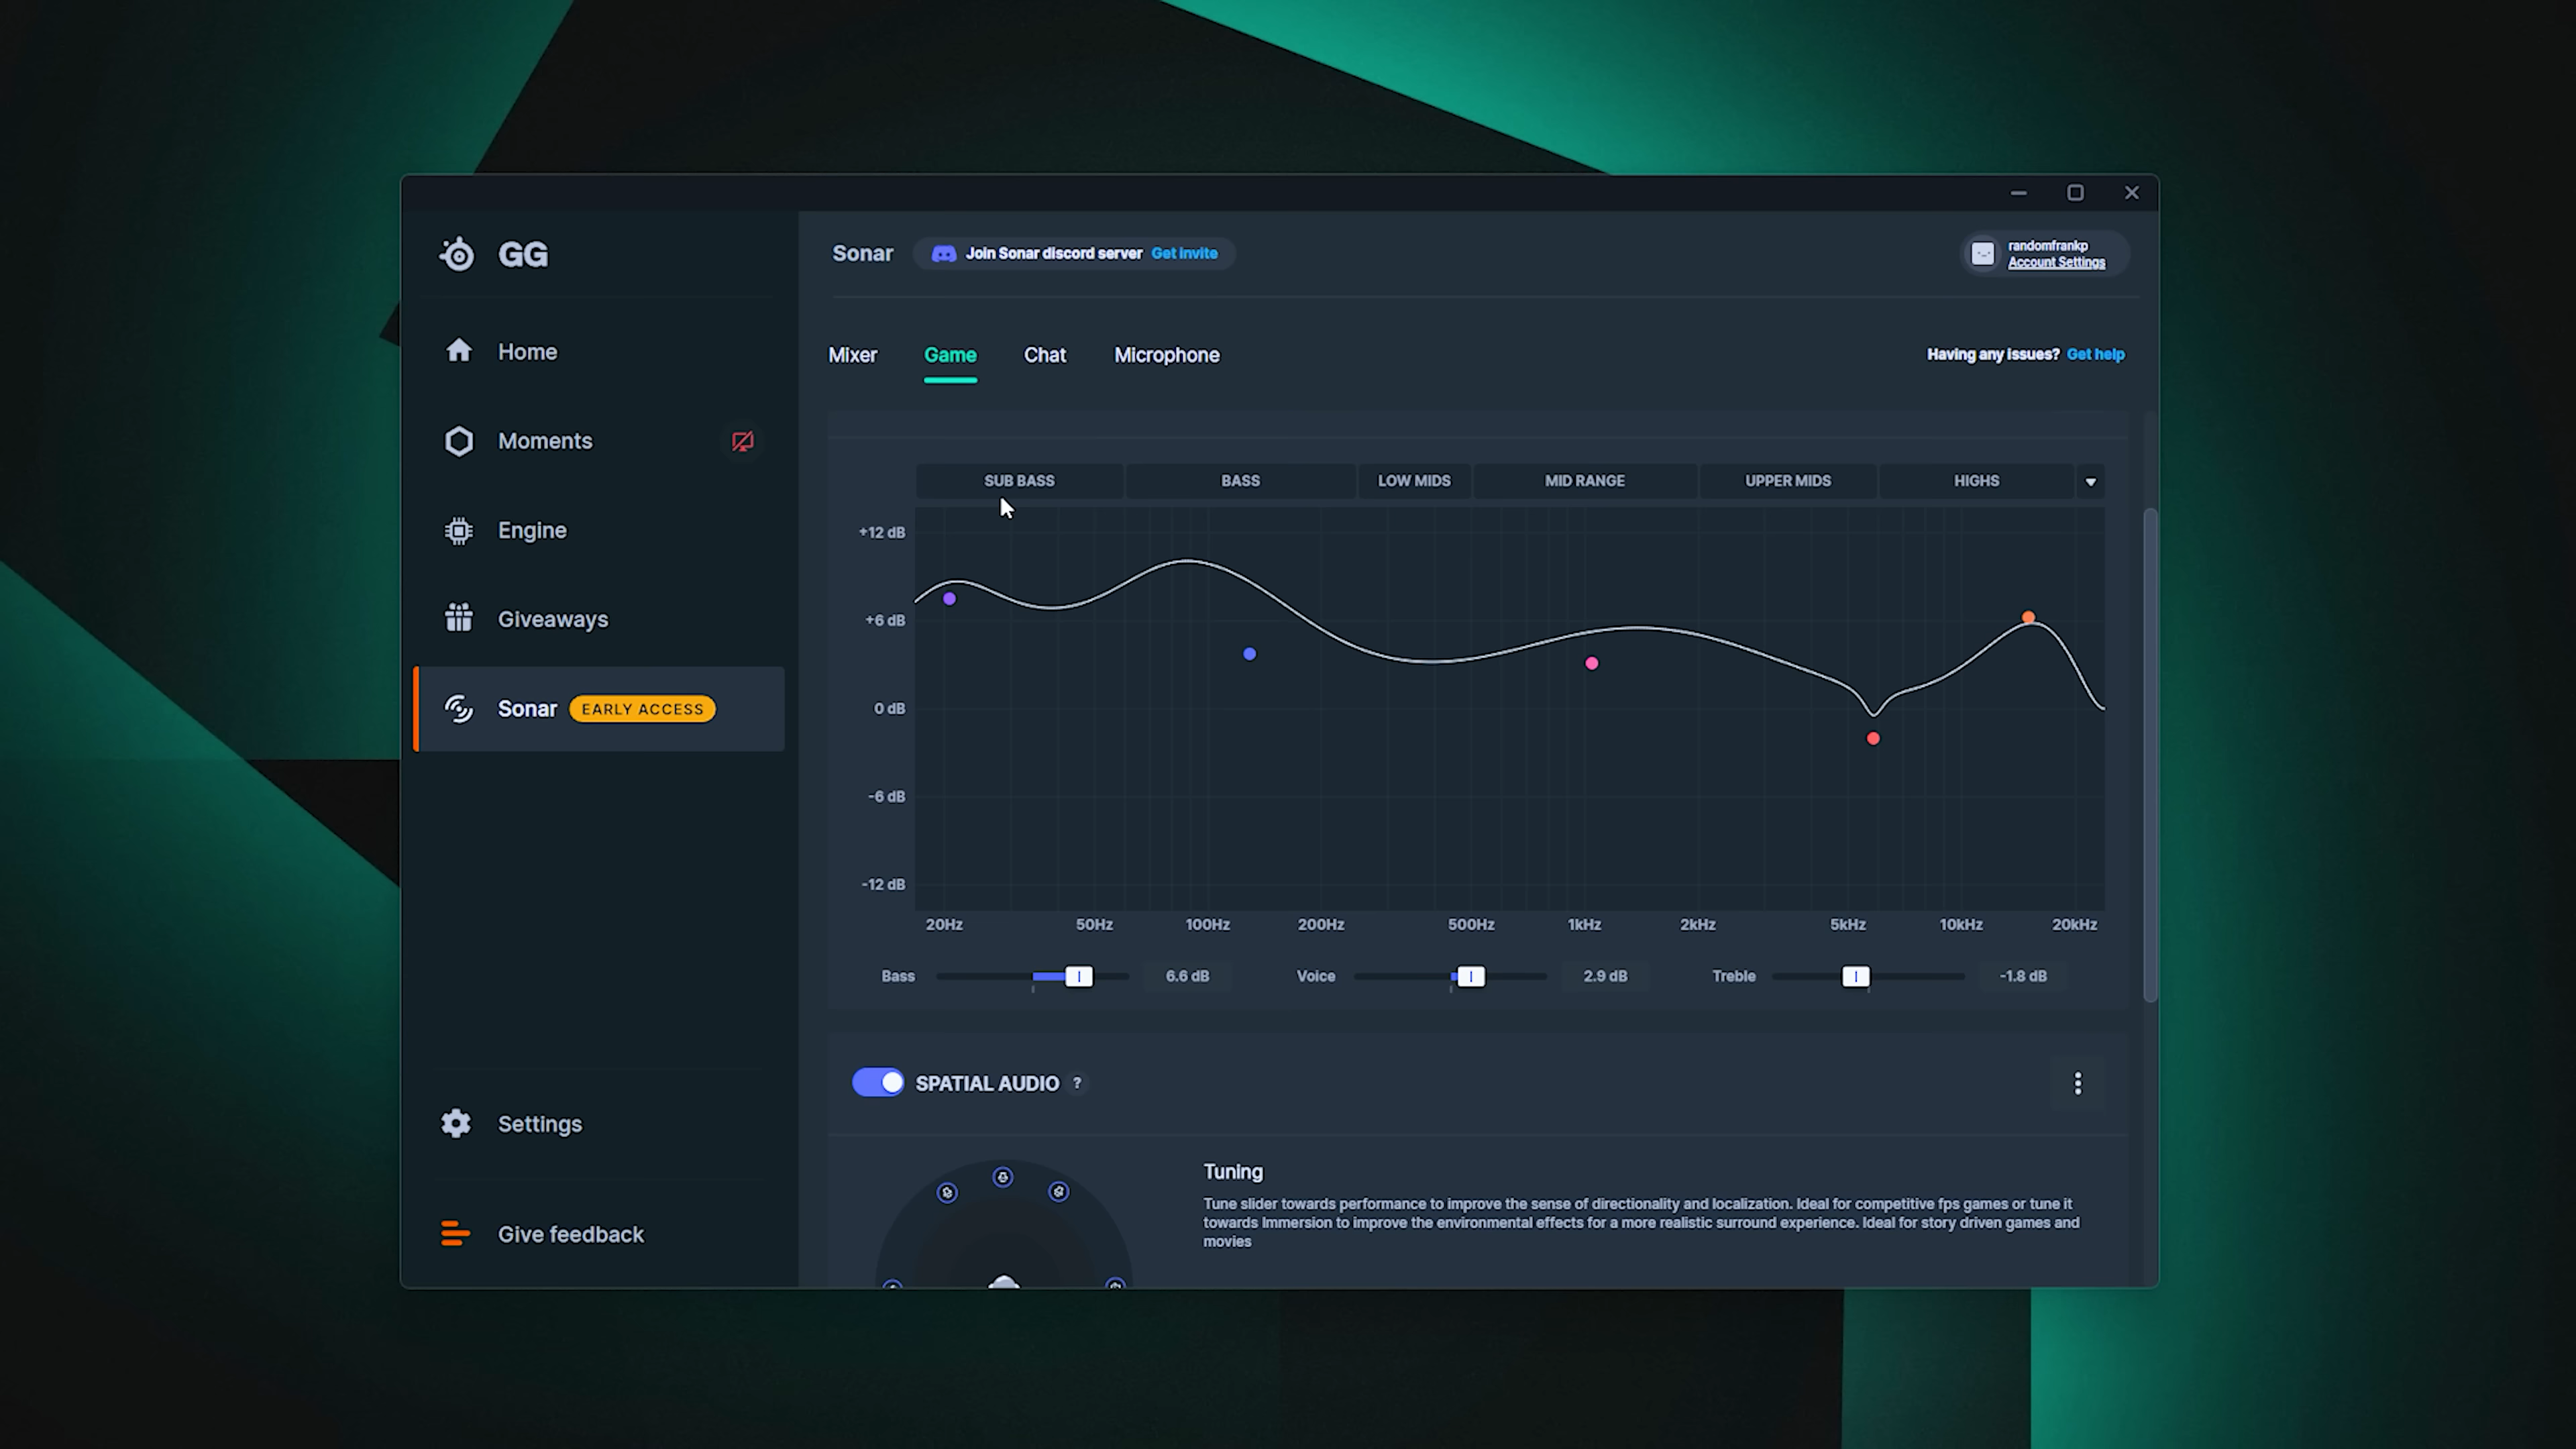 GG
Sonar
Join Sonar discord server Get invite
randomfrankp
Account Settings
Home
Moments
Engine
Giveaways
Sonar EARLY ACCESS
Settings
Give feedback
Mixer Game Chat Microphone
Having any issues? Get help
SUB BASS BASS LOW MIDS MID RANGE UPPER MIDS HIGHS
+12 dB
+6 dB
0 dB
-6 dB
-12 dB
20Hz 50Hz 100Hz 200Hz 500Hz 1kHz 2kHz 5kHz 10kHz 20kHz
Bass 6.6 dB Voice 2.9 dB Treble -1.8 dB
SPATIAL AUDIO ?
Tuning
Tune slider towards performance to improve the sense of directionality and localization. Ideal for competitive fps games or tune it
towards Immersion to improve the environmental effects for a more realistic surround experience. Ideal for story driven games and
movies